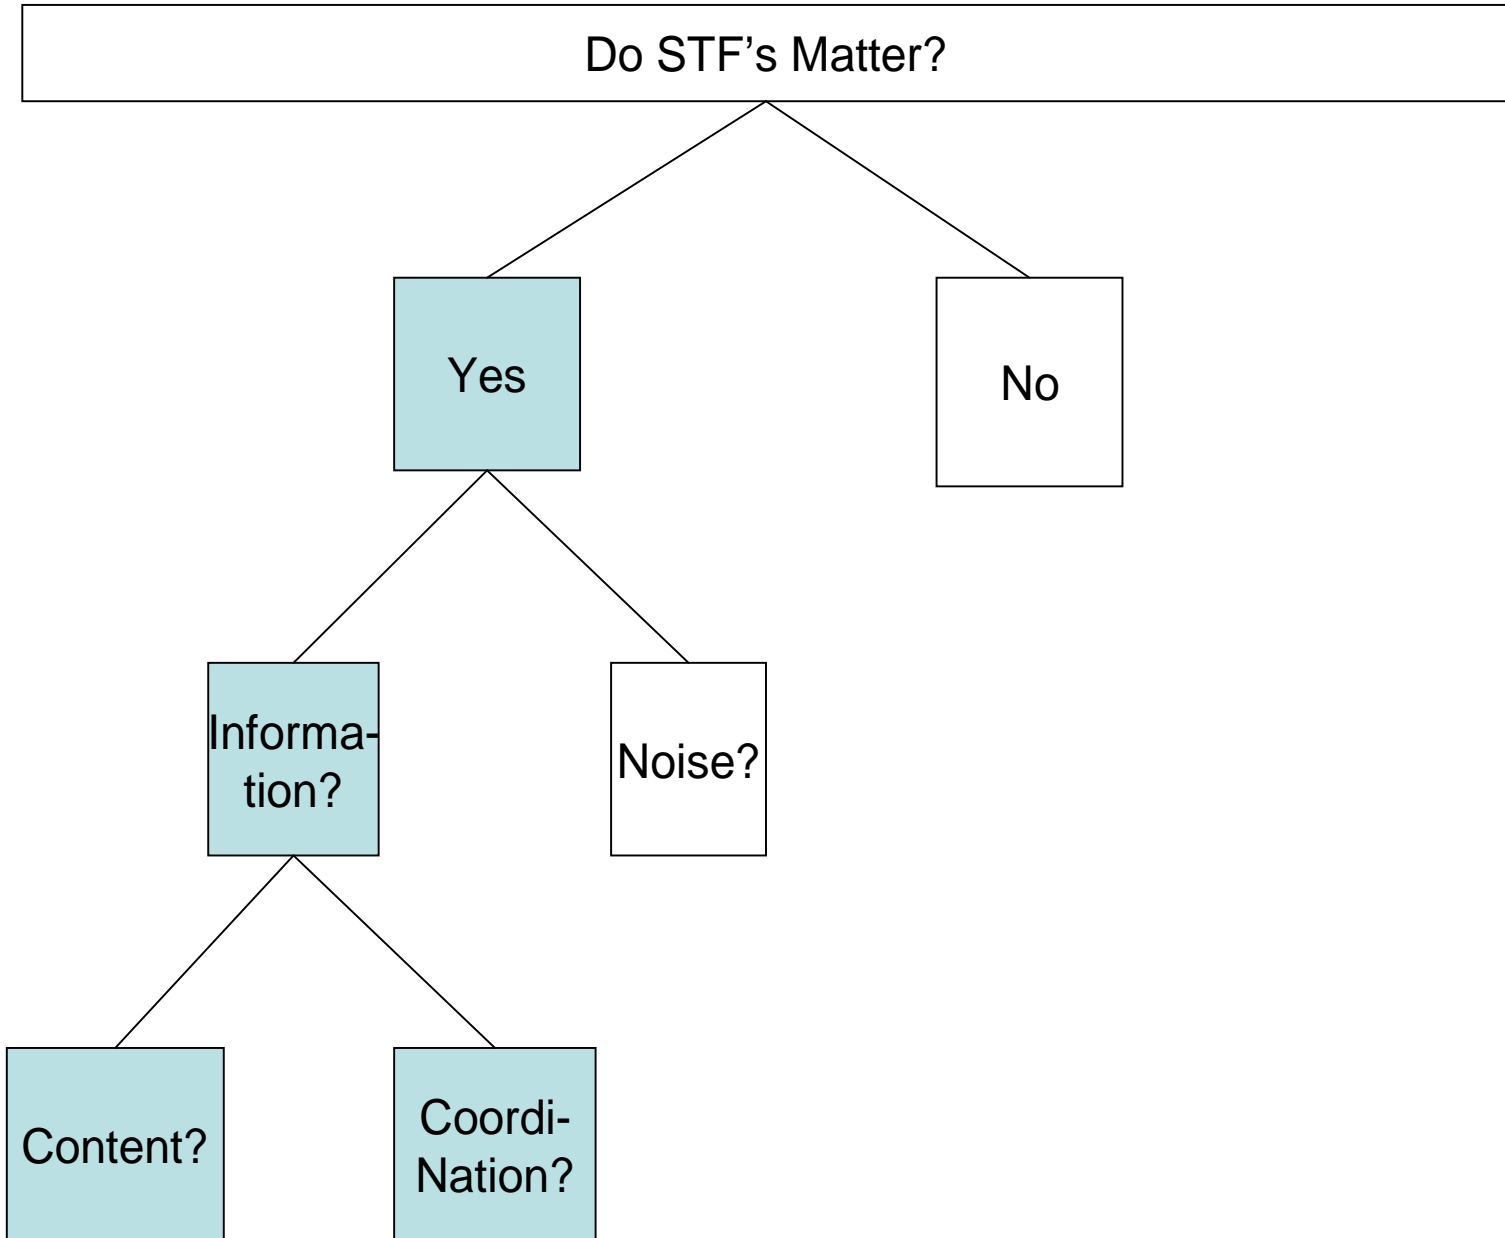 Do STF’s Matter?
Yes
No
Informa-
tion?
Noise?
Content?
Coordi-
Nation?